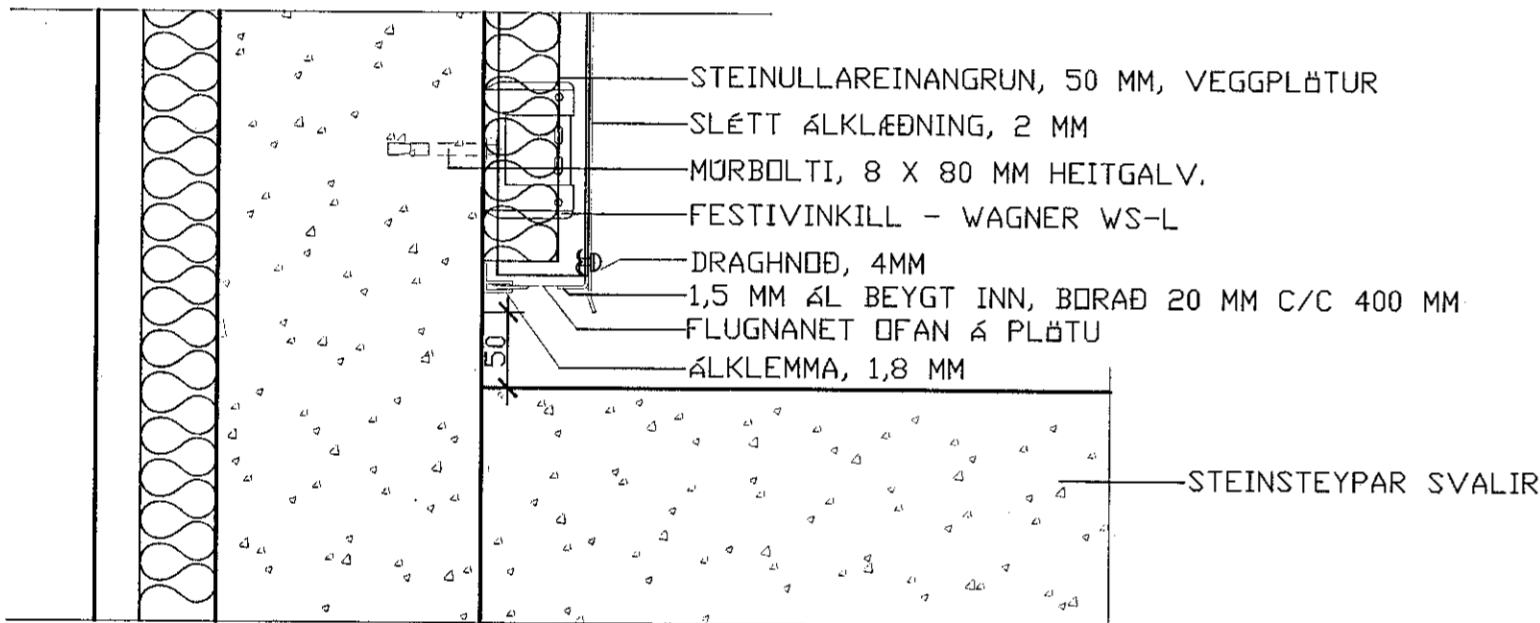 STEINULLAREINANGRUN, 50 MM, VEGGPLÖTUR
SLÉTT ÁLKLÆÐNING, 2 MM
MÚRBOLTI, 8 X 80 MM HEITGALV.
FESTIVINKILL - WAGNER WS-L
DRAGHNOÐ, 4MM
1,5 MM ÁL BEYGT INN, BORAÐ 20 MM C/C 400 MM
FLUGNANET OFAN Á PLÖTU
50
ÁLKLEMMA, 1,8 MM
STEINSTEYPAR SVALIR